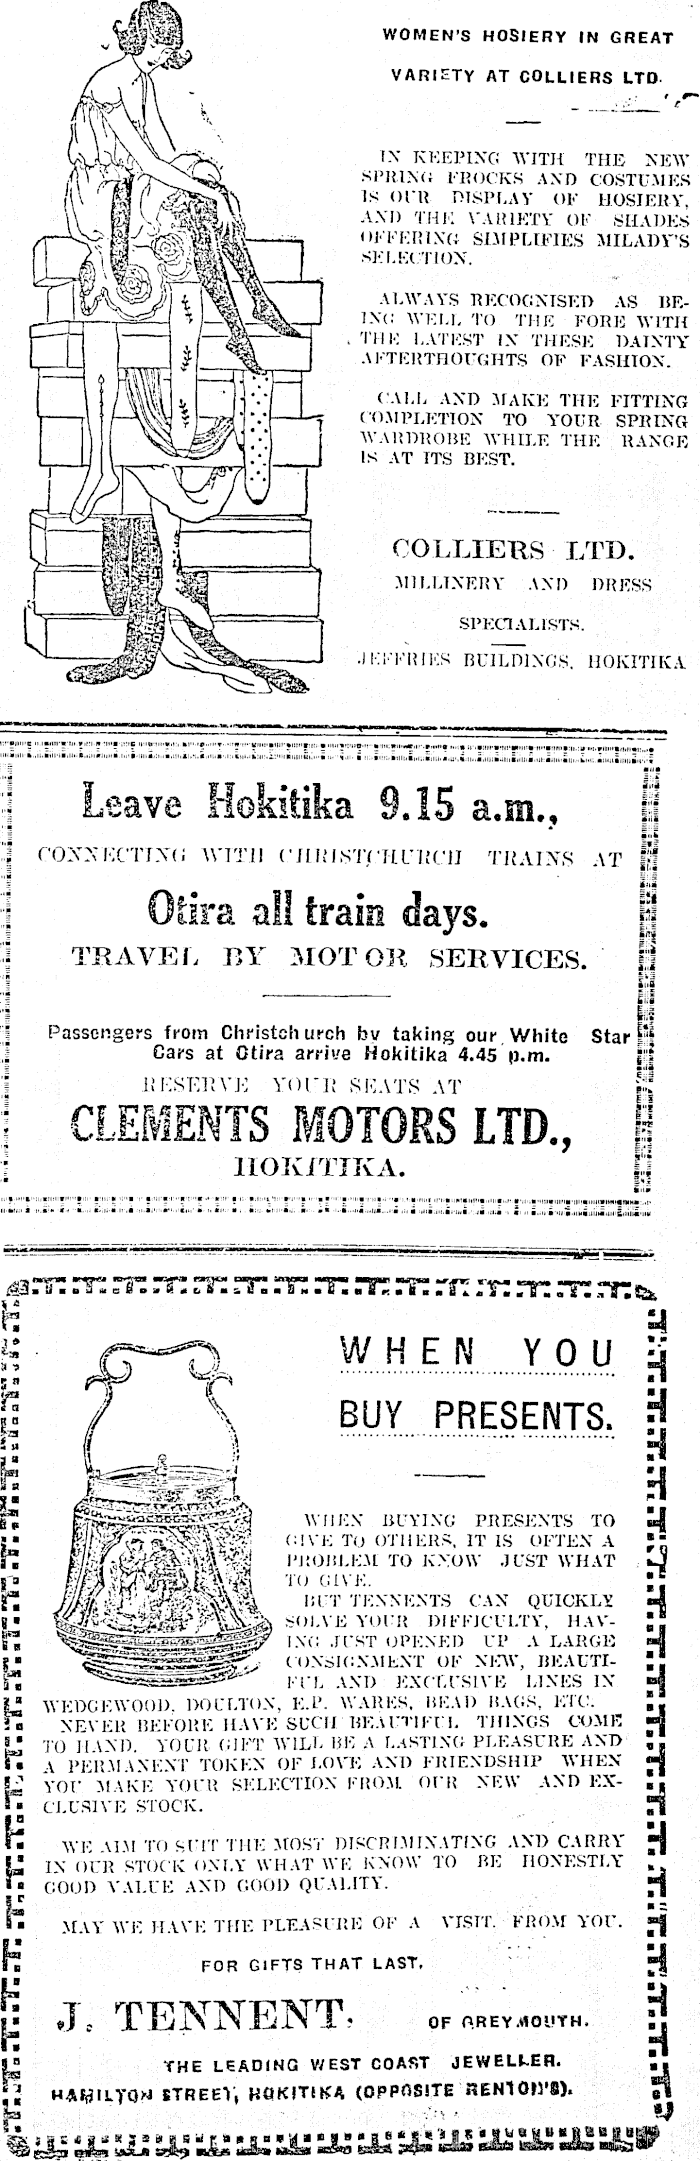 WOMEN'S HOSIERY IN GREAT
VARIETY AT COLLIERS LTD.
IN KEEPING WITH THE NEW
SPRING FROCKS AND COSTUMES
IS OUR DISPLAY OF HOSIERY,
AND THE VARIETY OF SHADES
OFFERING SIMPLIFIES MILADY'S
SELECTION.
ALWAYS RECOGNISED AS BE-
ING WELL TO THE FORE WITH
THE LATEST IN THESE DAINTY
AFTERTHOUGHTS OF FASHION.
CALL AND MAKE THE FITTING
COMPLETION TO YOUR SPRING
WARDROBE WHILE THE RANGE
IS AT ITS BEST.
COLLIERS LTD.
MILLINERY AND DRESS
SPECIALISTS.
JEFFRIES BUILDINGS, HOKITIKA
Leave Hokitika 9.15 a.m.,
CONNECTING WITH CHRISTCHURCH TRAINS AT
Otira all train days.
TRAVEL BY MOTOR SERVICES.
Passengers from Christchurch by taking our White Star
Cars at Otira arrive Hokitika 4.45 p.m.
RESERVE YOUR SEATS AT
CLEMENTS MOTORS LTD.,
HOKITIKA.
WHEN YOU
BUY PRESENTS.
WHEN BUYING PRESENTS TO
GIVE TO OTHERS, IT IS OFTEN A
PROBLEM TO KNOW JUST WHAT
TO GIVE.
BUT TENNENTS CAN QUICKLY
SOLVE YOUR DIFFICULTY, HAV-
ING JUST OPENED UP A LARGE
CONSIGNMENT OF NEW, BEAUTI-
FUL AND EXCLUSIVE LINES IN
WEDGEWOOD, DOULTON, E.P. WARES, BEAD BAGS, ETC.
NEVER BEFORE HAVE SUCH BEAUTIFUL THINGS COME
TO HAND. YOUR GIFT WILL BE A LASTING PLEASURE AND
A PERMANENT TOKEN OF LOVE AND FRIENDSHIP WHEN
YOU MAKE YOUR SELECTION FROM OUR NEW AND EX-
CLUSIVE STOCK.
WE AIM TO SUIT THE MOST DISCRIMINATING AND CARRY
IN OUR STOCK ONLY WHAT WE KNOW TO BE HONESTLY
GOOD VALUE AND GOOD QUALITY.
MAY WE HAVE THE PLEASURE OF A VISIT. FROM YOU.
FOR GIFTS THAT LAST.
J. TENNENT. OF GREYMOUTH.
THE LEADING WEST COAST JEWELLER.
HAMILTON STREET, HOKITIKA (OPPOSITE RENTON'S).